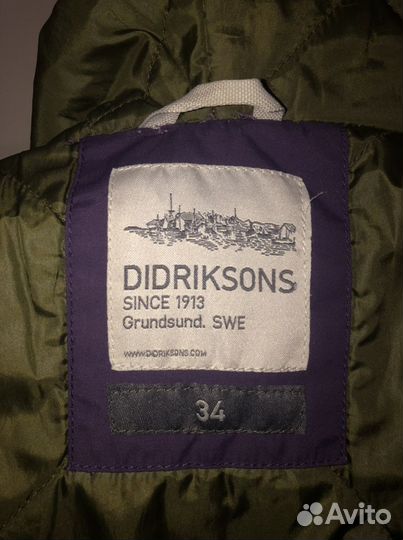 DIDRIKSONS
SINCE 1913
Grundsund. SWE
WWW.DIDRIKSONS.COM
34
Avito